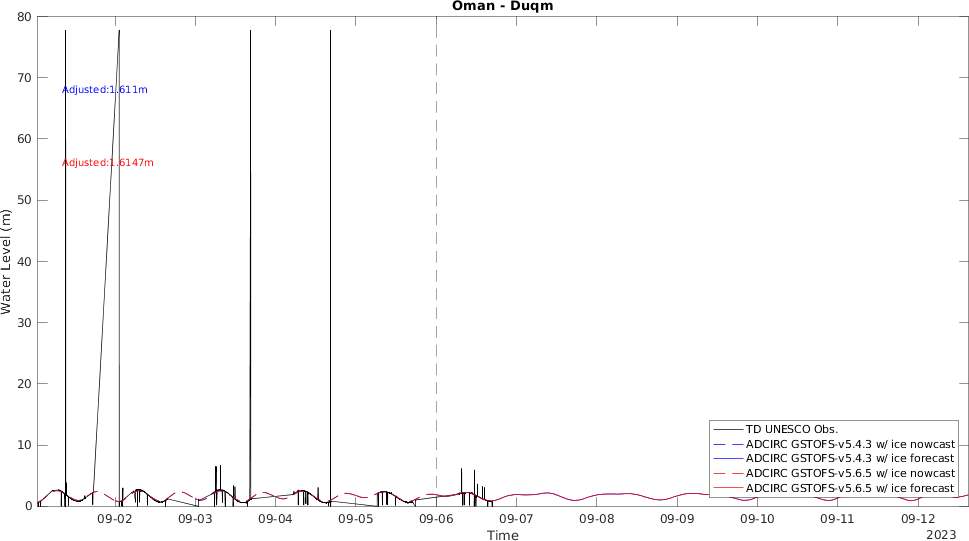 Oman - Duqm
80
70
60
50
40
30
20
10
0
Water Level (m)
Adjusted:1.611m
Adjusted:1.6147m
TD UNESCO Obs.
ADCIRC GSTOFS-v5.4.3 w/ ice nowcast
ADCIRC GSTOFS-v5.4.3 w/ ice forecast
ADCIRC GSTOFS-v5.6.5 w/ ice nowcast
ADCIRC GSTOFS-v5.6.5 w/ ice forecast
09-02 09-03 09-04 09-05 09-06 09-07 09-08 09-09 09-10 09-11 09-12
Time
2023